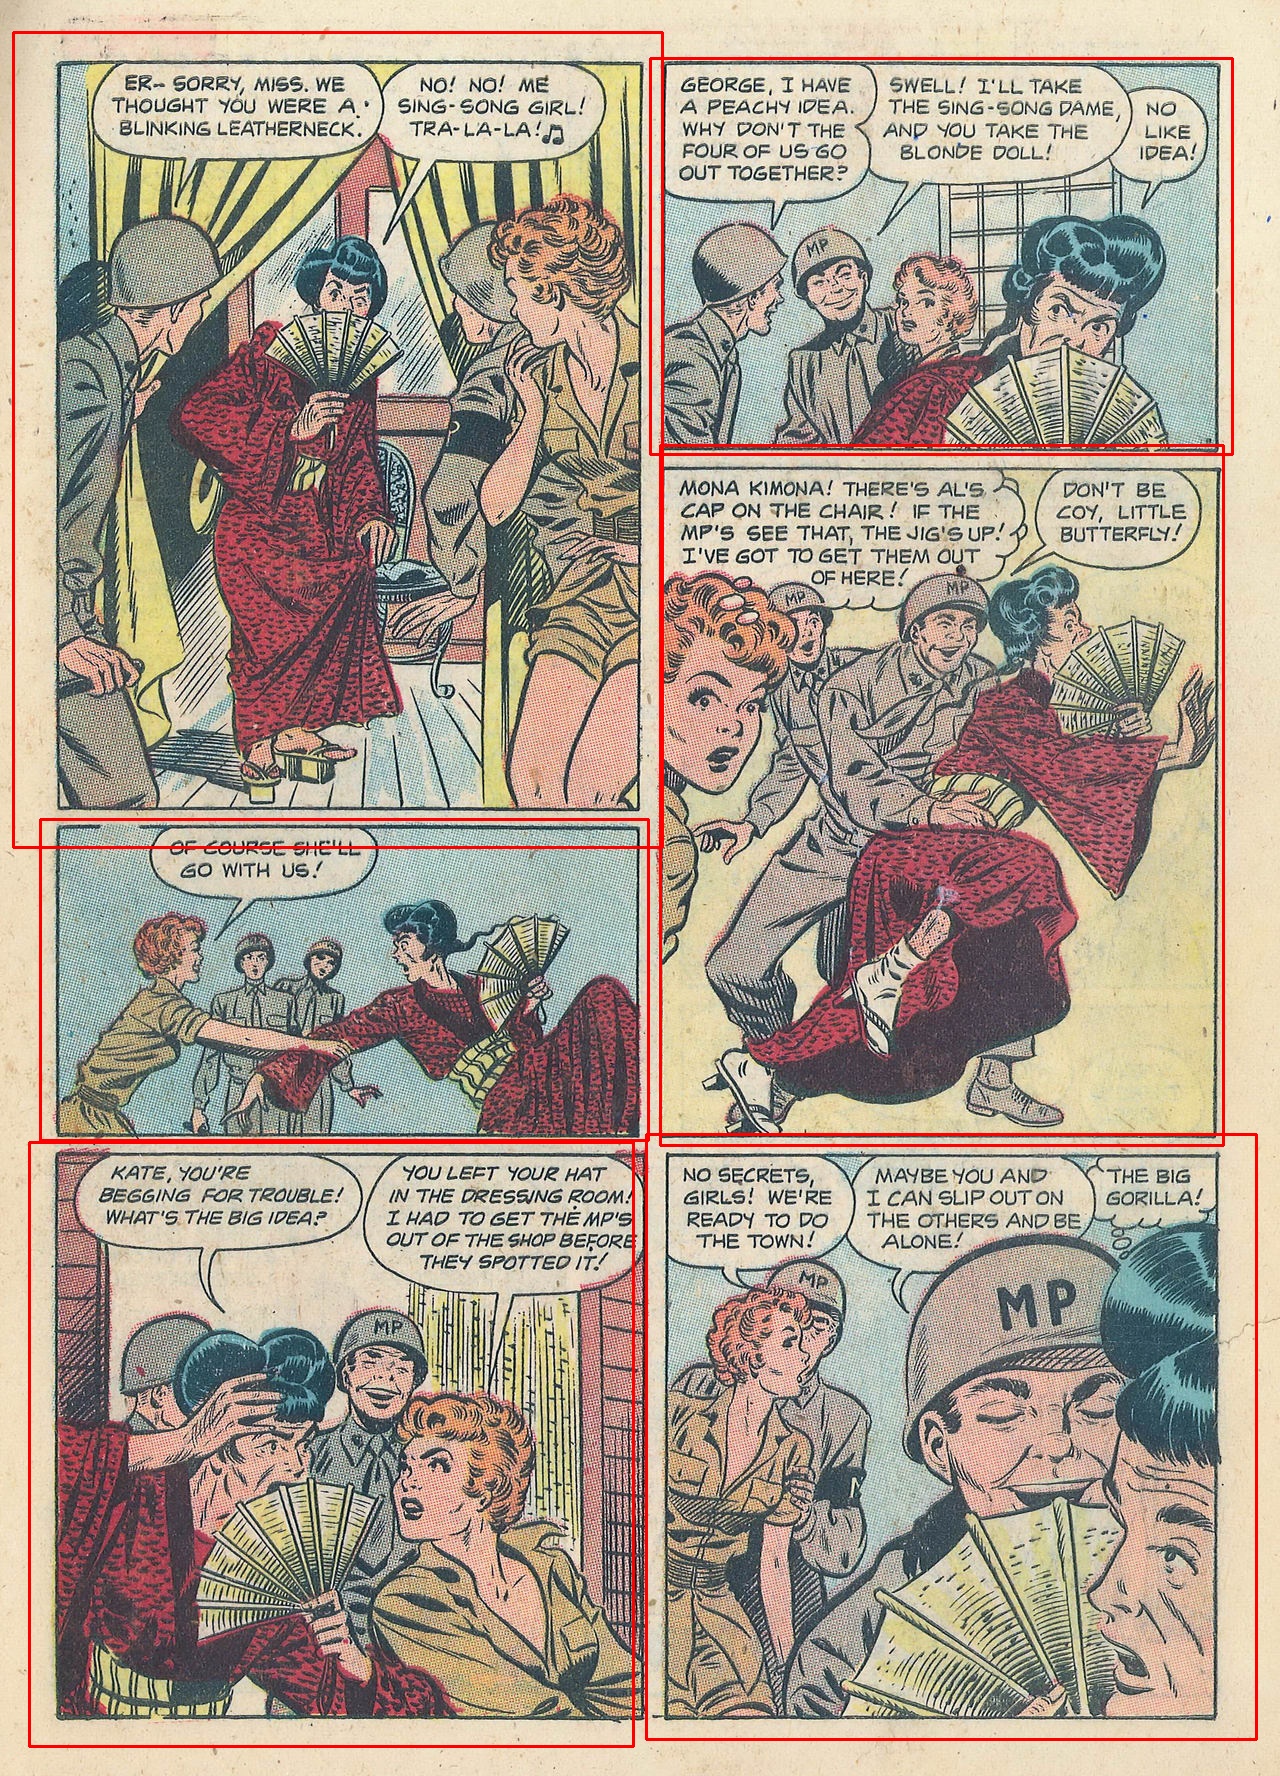 ER-- SORRY, MISS. WE
THOUGHT YOU WERE A
BLINKING LEATHERNECK.
NO! NO! ME
SING-SONG GIRL!
TRA-LA-LA!♫
GEORGE, I HAVE
A PEACHY IDEA.
WHY DON'T THE
FOUR OF US GO
OUT TOGETHER?
SWELL! I'LL TAKE
THE SING-SONG DAME,
AND YOU TAKE THE
BLONDE DOLL!
NO
LIKE
IDEA!
MP
MONA KIMONA! THERE'S AL'S
CAP ON THE CHAIR! IF THE
MP'S SEE THAT, THE JIG'S UP!
I'VE GOT TO GET THEM OUT
OF HERE!
DON'T BE
COY, LITTLE
BUTTERFLY!
MP
MP
OF COURSE SHE'LL
GO WITH US!
KATE, YOU'RE
BEGGING FOR TROUBLE!
WHAT'S THE BIG IDEA?
YOU LEFT YOUR HAT
IN THE DRESSING ROOM!
I HAD TO GET THE MP'S
OUT OF THE SHOP BEFORE
THEY SPOTTED IT!
MP
NO SECRETS,
GIRLS! WE'RE
READY TO DO
THE TOWN!
MAYBE YOU AND
I CAN SLIP OUT ON
THE OTHERS AND BE
ALONE!
THE BIG
GORILLA!
MP
MP